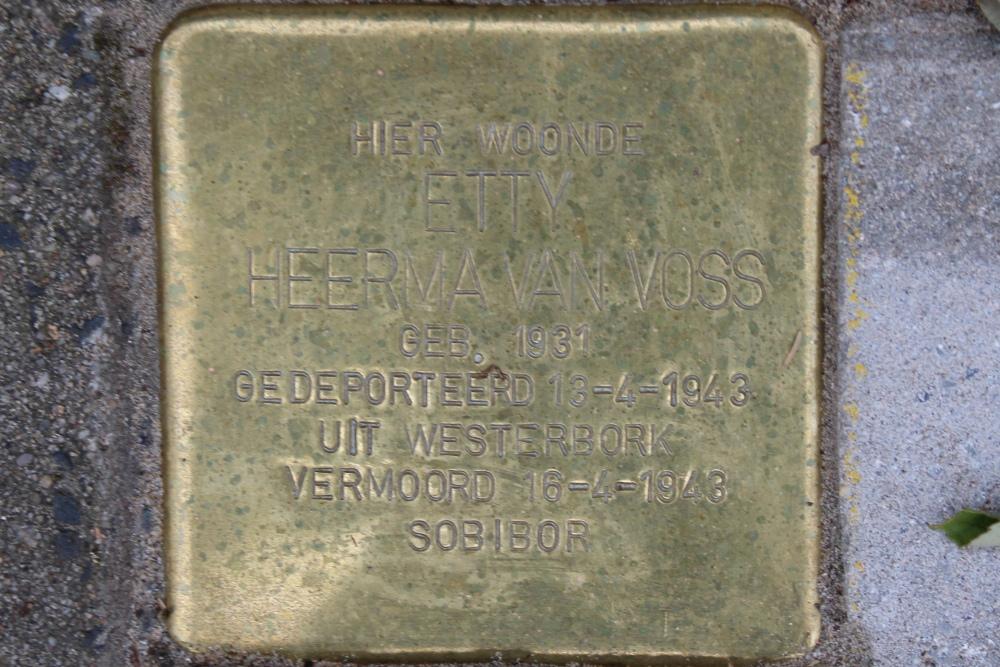 HIER WOONDE
ETTY
HEERMA VAN VOSS
GEB. 1931
GEDEPORTEERD 13-4-1943
UIT WESTERBORK
VERMOORD 16-4-1943
SOBIBOR